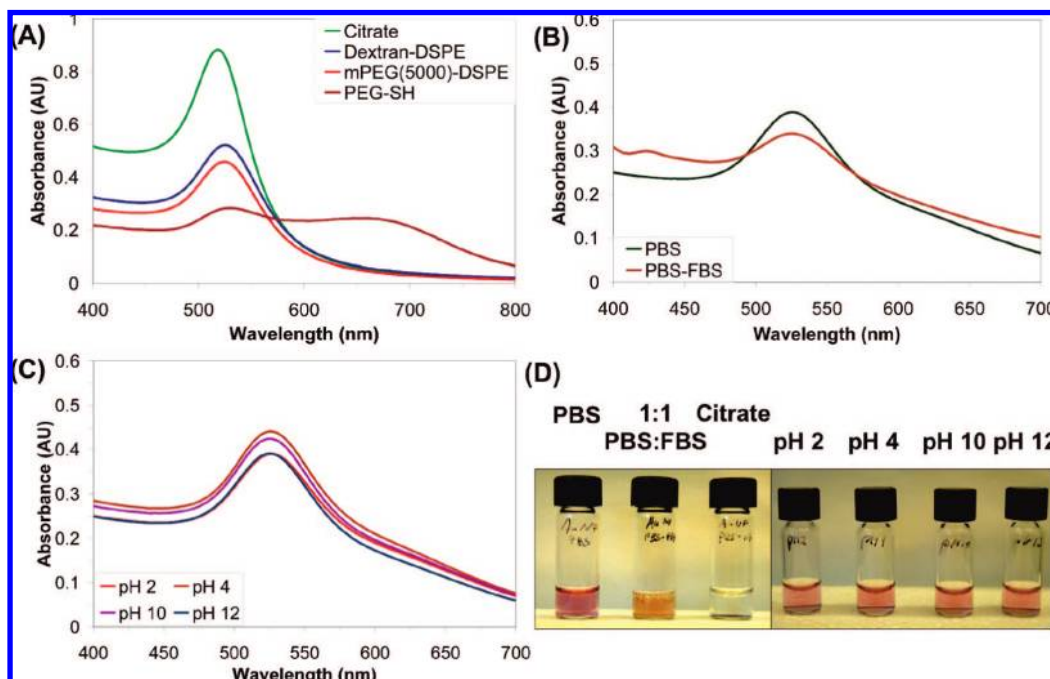 (A)
Absorbance (AU)
1
0.8
0.6
0.4
0.2
0
400 500 600 700 800
Wavelength (nm)
Citrate
Dextran-DSPE
mPEG(5000)-DSPE
PEG-SH
(B)
Absorbance (AU)
0.6
0.5
0.4
0.3
0.2
0.1
0
400 450 500 550 600 650 700
Wavelength (nm)
PBS
PBS-FBS
(C)
Absorbance (AU)
0.6
0.5
0.4
0.3
0.2
0.1
0
400 450 500 550 600 650 700
Wavelength (nm)
pH 2 pH 4
pH 10 pH 12
(D)
PBS 1:1 Citrate
PBS:FBS
pH 2 pH 4 pH 10 pH 12
PBS
pH2